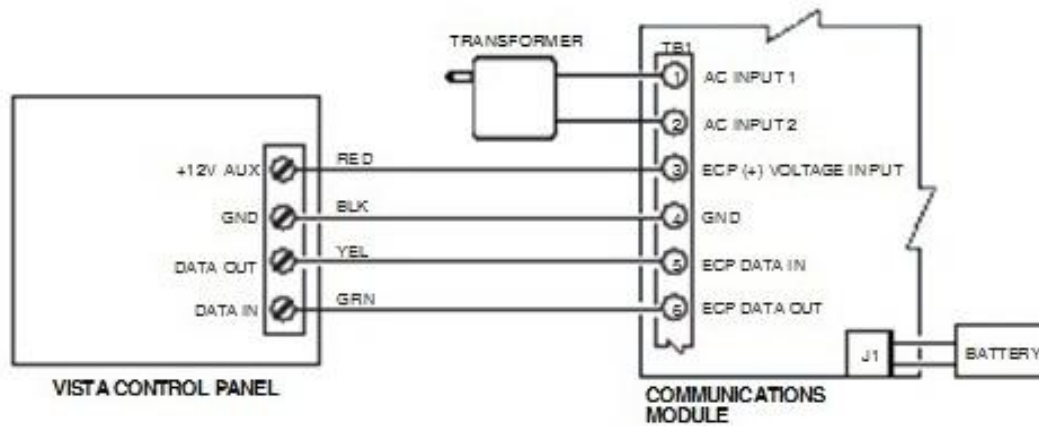 TRANSFORMER
TB1
1 AC INPUT 1
2 AC INPUT 2
+12V AUX RED 3 ECP (+) VOLTAGE INPUT
GND BLK 4 GND
DATA OUT YEL 5 ECP DATA IN
DATA IN GRN 6 ECP DATA OUT
J1 BATTERY
VISTA CONTROL PANEL
COMMUNICATIONS
MODULE